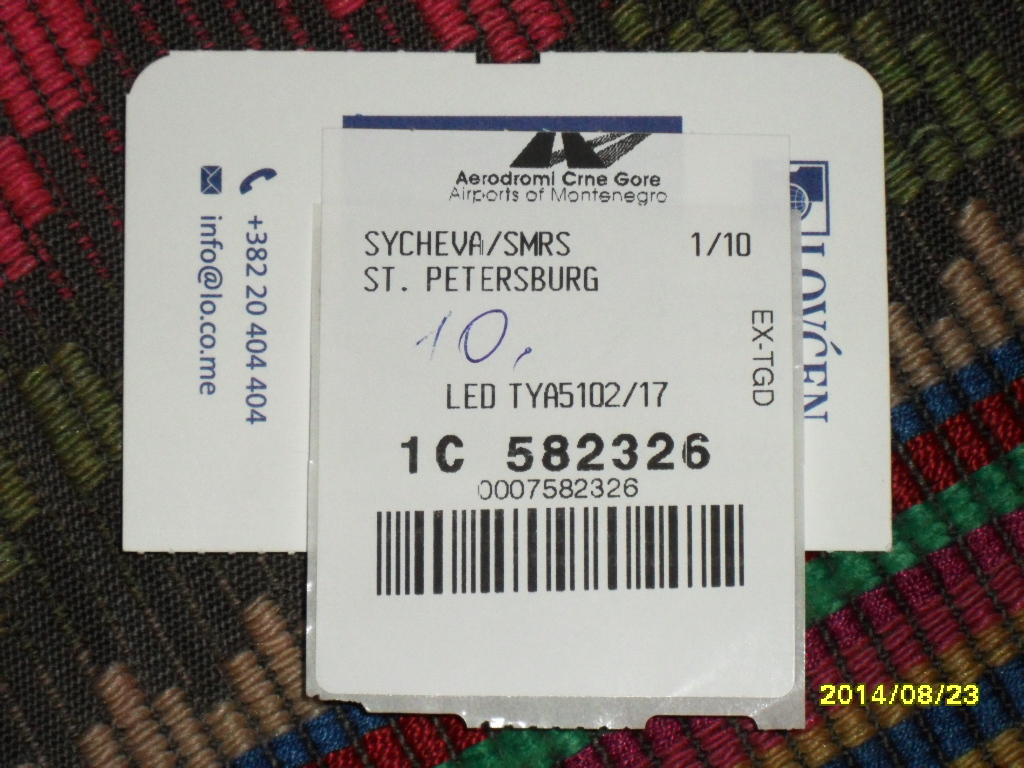 Aerodromi Crne Gore
Airports of Montenegro
SYCHEVA/SMRS 1/10
ST. PETERSBURG
10.
LED TYA5102/17
EX-TGD
1C 582326
0007582326
+382 20 404 404
info@lo.co.me
LOVĆEN
2014/08/23